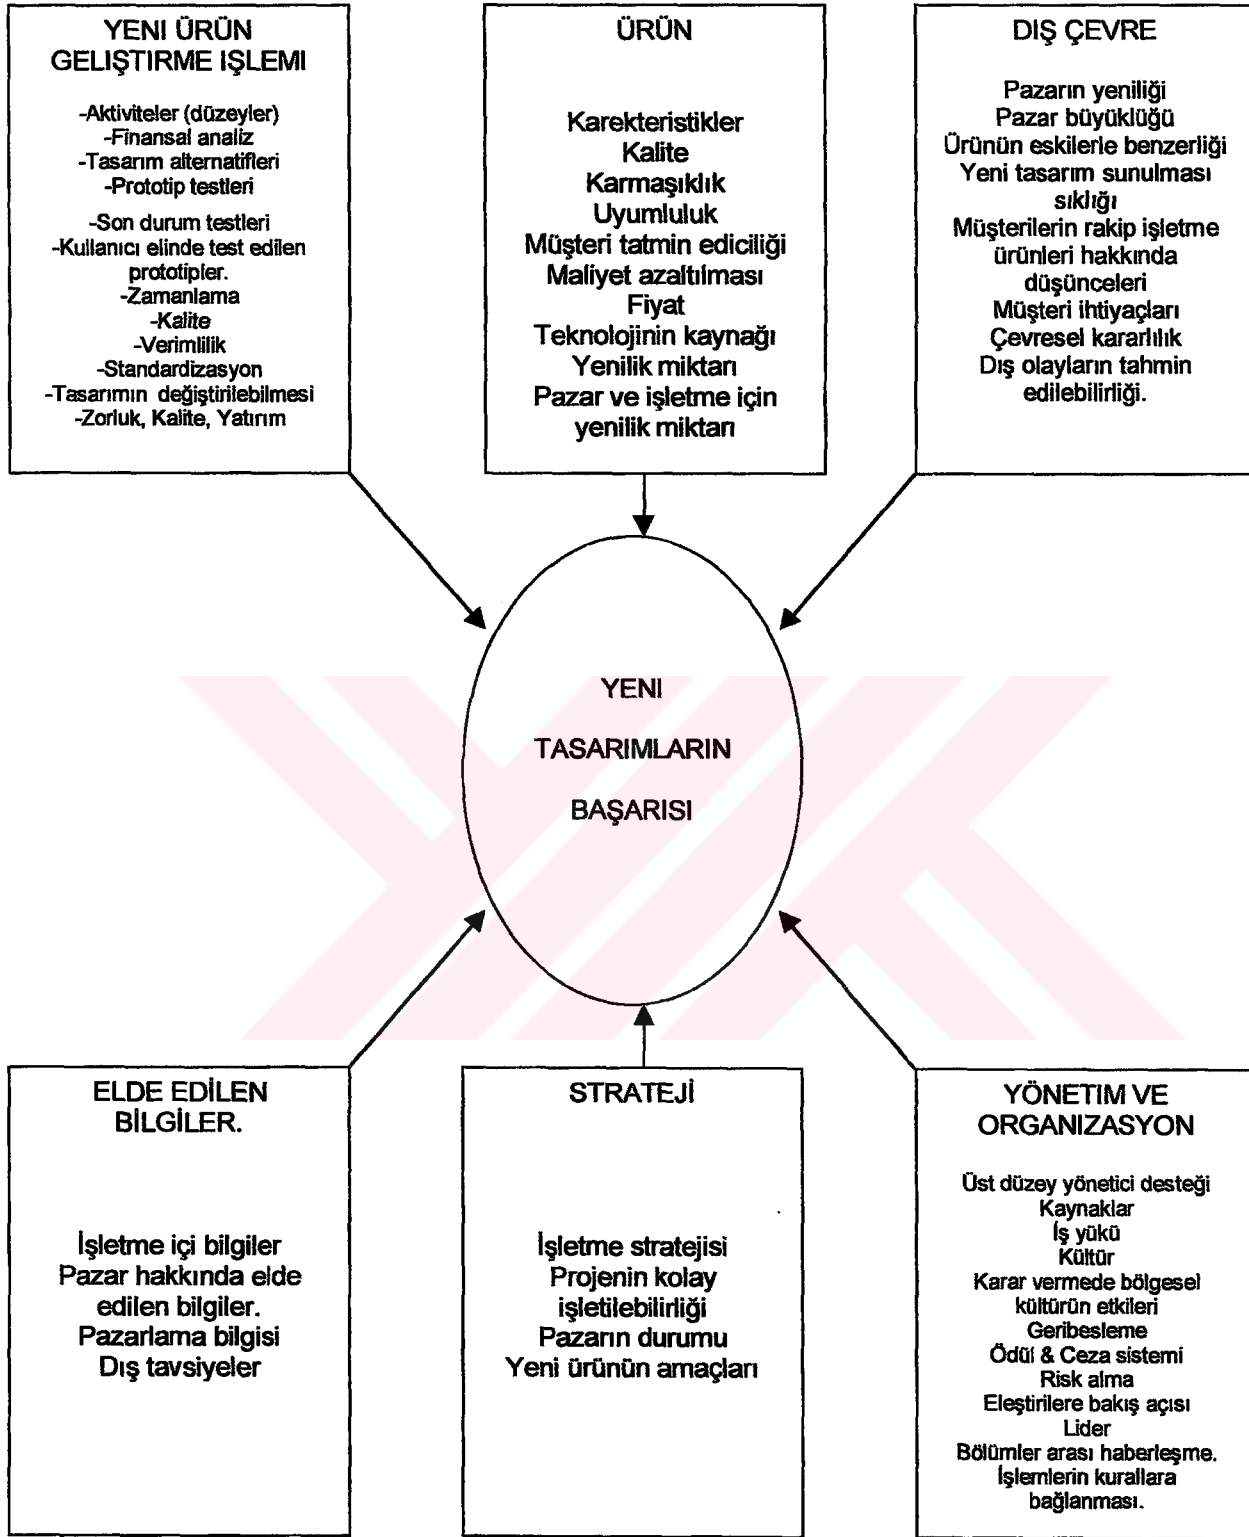 YENI ÜRÜN
GELIŞTIRME IŞLEMI
-Aktiviteler (düzeyler)
-Finansal analiz
-Tasarım alternatifleri
-Prototip testleri
-Son durum testleri
-Kullanıcı elinde test edilen
prototipler.
-Zamanlama
-Kalite
-Verimlilik
-Standardizasyon
-Tasarımın değiştirilebilmesi
-Zorluk, Kalite, Yatırım
ÜRÜN
Karekteristikler
Kalite
Karmaşıklık
Uyumluluk
Müşteri tatmin ediciliği
Maliyet azaltılması
Fiyat
Teknolojinin kaynağı
Yenilik miktarı
Pazar ve işletme için
yenilik miktarı
DIŞ ÇEVRE
Pazarın yeniliği
Pazar büyüklüğü
Ürünün eskilerle benzerliği
Yeni tasarım sunulması
sıklığı
Müşterilerin rakip işletme
ürünleri hakkında
düşünceleri
Müşteri ihtiyaçları
Çevresel kararlılık
Dış olayların tahmin
edilebilirliği.
YENI
TASARIMLARIN
BAŞARISI
ELDE EDİLEN
BİLGİLER.
İşletme içi bilgiler
Pazar hakkında elde
edilen bilgiler.
Pazarlama bilgisi
Dış tavsiyeler
STRATEJİ
İşletme stratejisi
Projenin kolay
işletilebilirliği
Pazarın durumu
Yeni ürünün amaçları
YÖNETIM VE
ORGANIZASYON
Üst düzey yönetici desteği
Kaynaklar
İş yükü
Kültür
Karar vermede bölgesel
kültürün etkileri
Geribesleme
Ödül & Ceza sistemi
Risk alma
Eleştirilere bakış açısı
Lider
Bölümler arası haberleşme.
İşlemlerin kurallara
bağlanması.